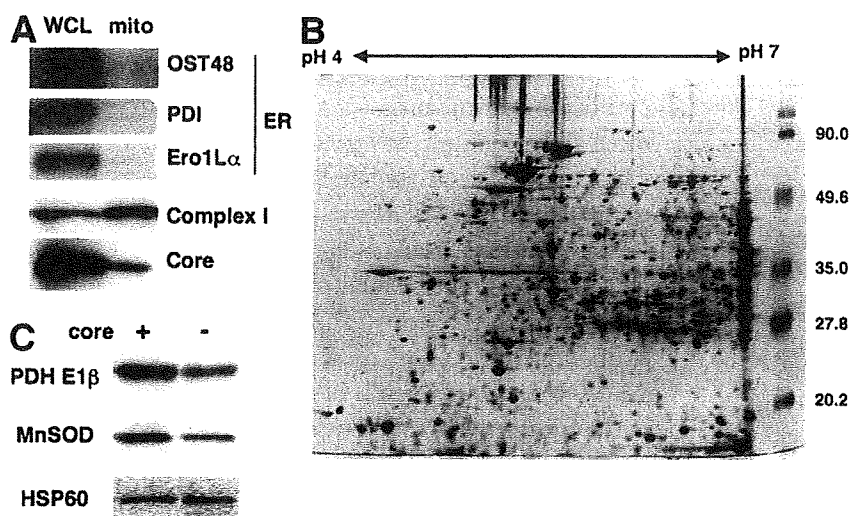 A
WCL mito
OST48
PDI
ER
Ero1Lα
Complex I
Core
B
pH 4
pH 7
90.0
49.6
35.0
27.8
20.2
C
core + -
PDH E1β
MnSOD
HSP60